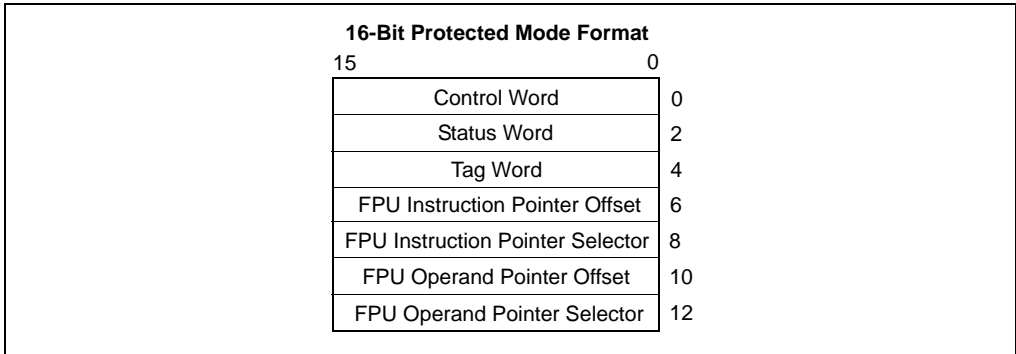 16-Bit Protected Mode Format
15 0
Control Word 0
Status Word 2
Tag Word 4
FPU Instruction Pointer Offset 6
FPU Instruction Pointer Selector 8
FPU Operand Pointer Offset 10
FPU Operand Pointer Selector 12